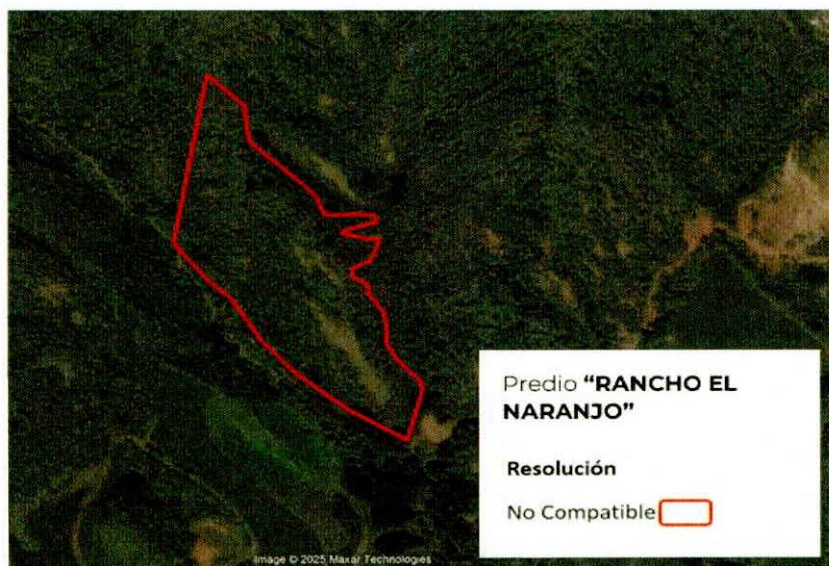 Predio “RANCHO EL
NARANJO”
Resolución
No Compatible
Image © 2025 Maxar Technologies